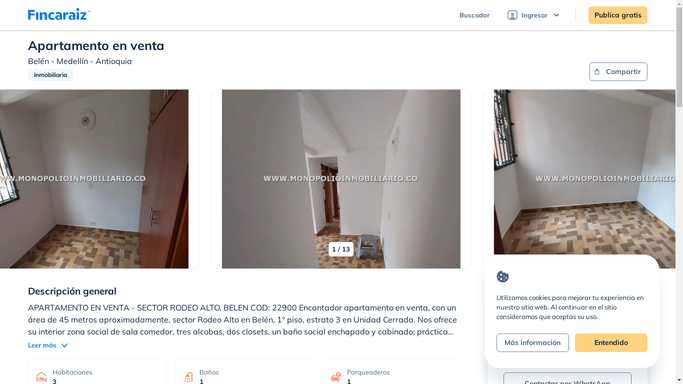 Fincaraiz
Buscador
Ingresar
Publica gratis
Apartamento en venta
Belén - Medellín - Antioquia
Inmobiliaria
Compartir
WWW.MONOPOLIOINMOBILIARIO.CO
WWW.MONOPOLIOINMOBILIARIO.CO
WWW.MONOPOLIOINMOBILIARIO
1 / 13
Descripción general
APARTAMENTO EN VENTA - SECTOR RODEO ALTO, BELEN COD: 22900 Encantador apartamento en venta, con un
área de 45 metros aproximadamente, sector Rodeo Alto en Belén, 1° piso, estrato 3 en Unidad Cerrada. Nos ofrece
su interior zona social de sala comedor, tres alcobas, dos closets, un baño social enchapado y cabinado; práctica...
Leer más
Habitaciones
3
Baños
1
Parqueaderos
1
Utilizamos cookies para mejorar tu experiencia en
nuestro sitio web. Al continuar en el sitio
consideramos que aceptas su uso.
Más información
Entendido
Contactar por WhatsApp